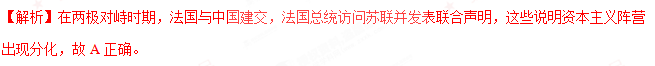 【解析】在两极对峙时期，法国与中国建交，法国总统访问苏联并发表联合声明，这些说明资本主义阵营
出现分化，故 A 正确。